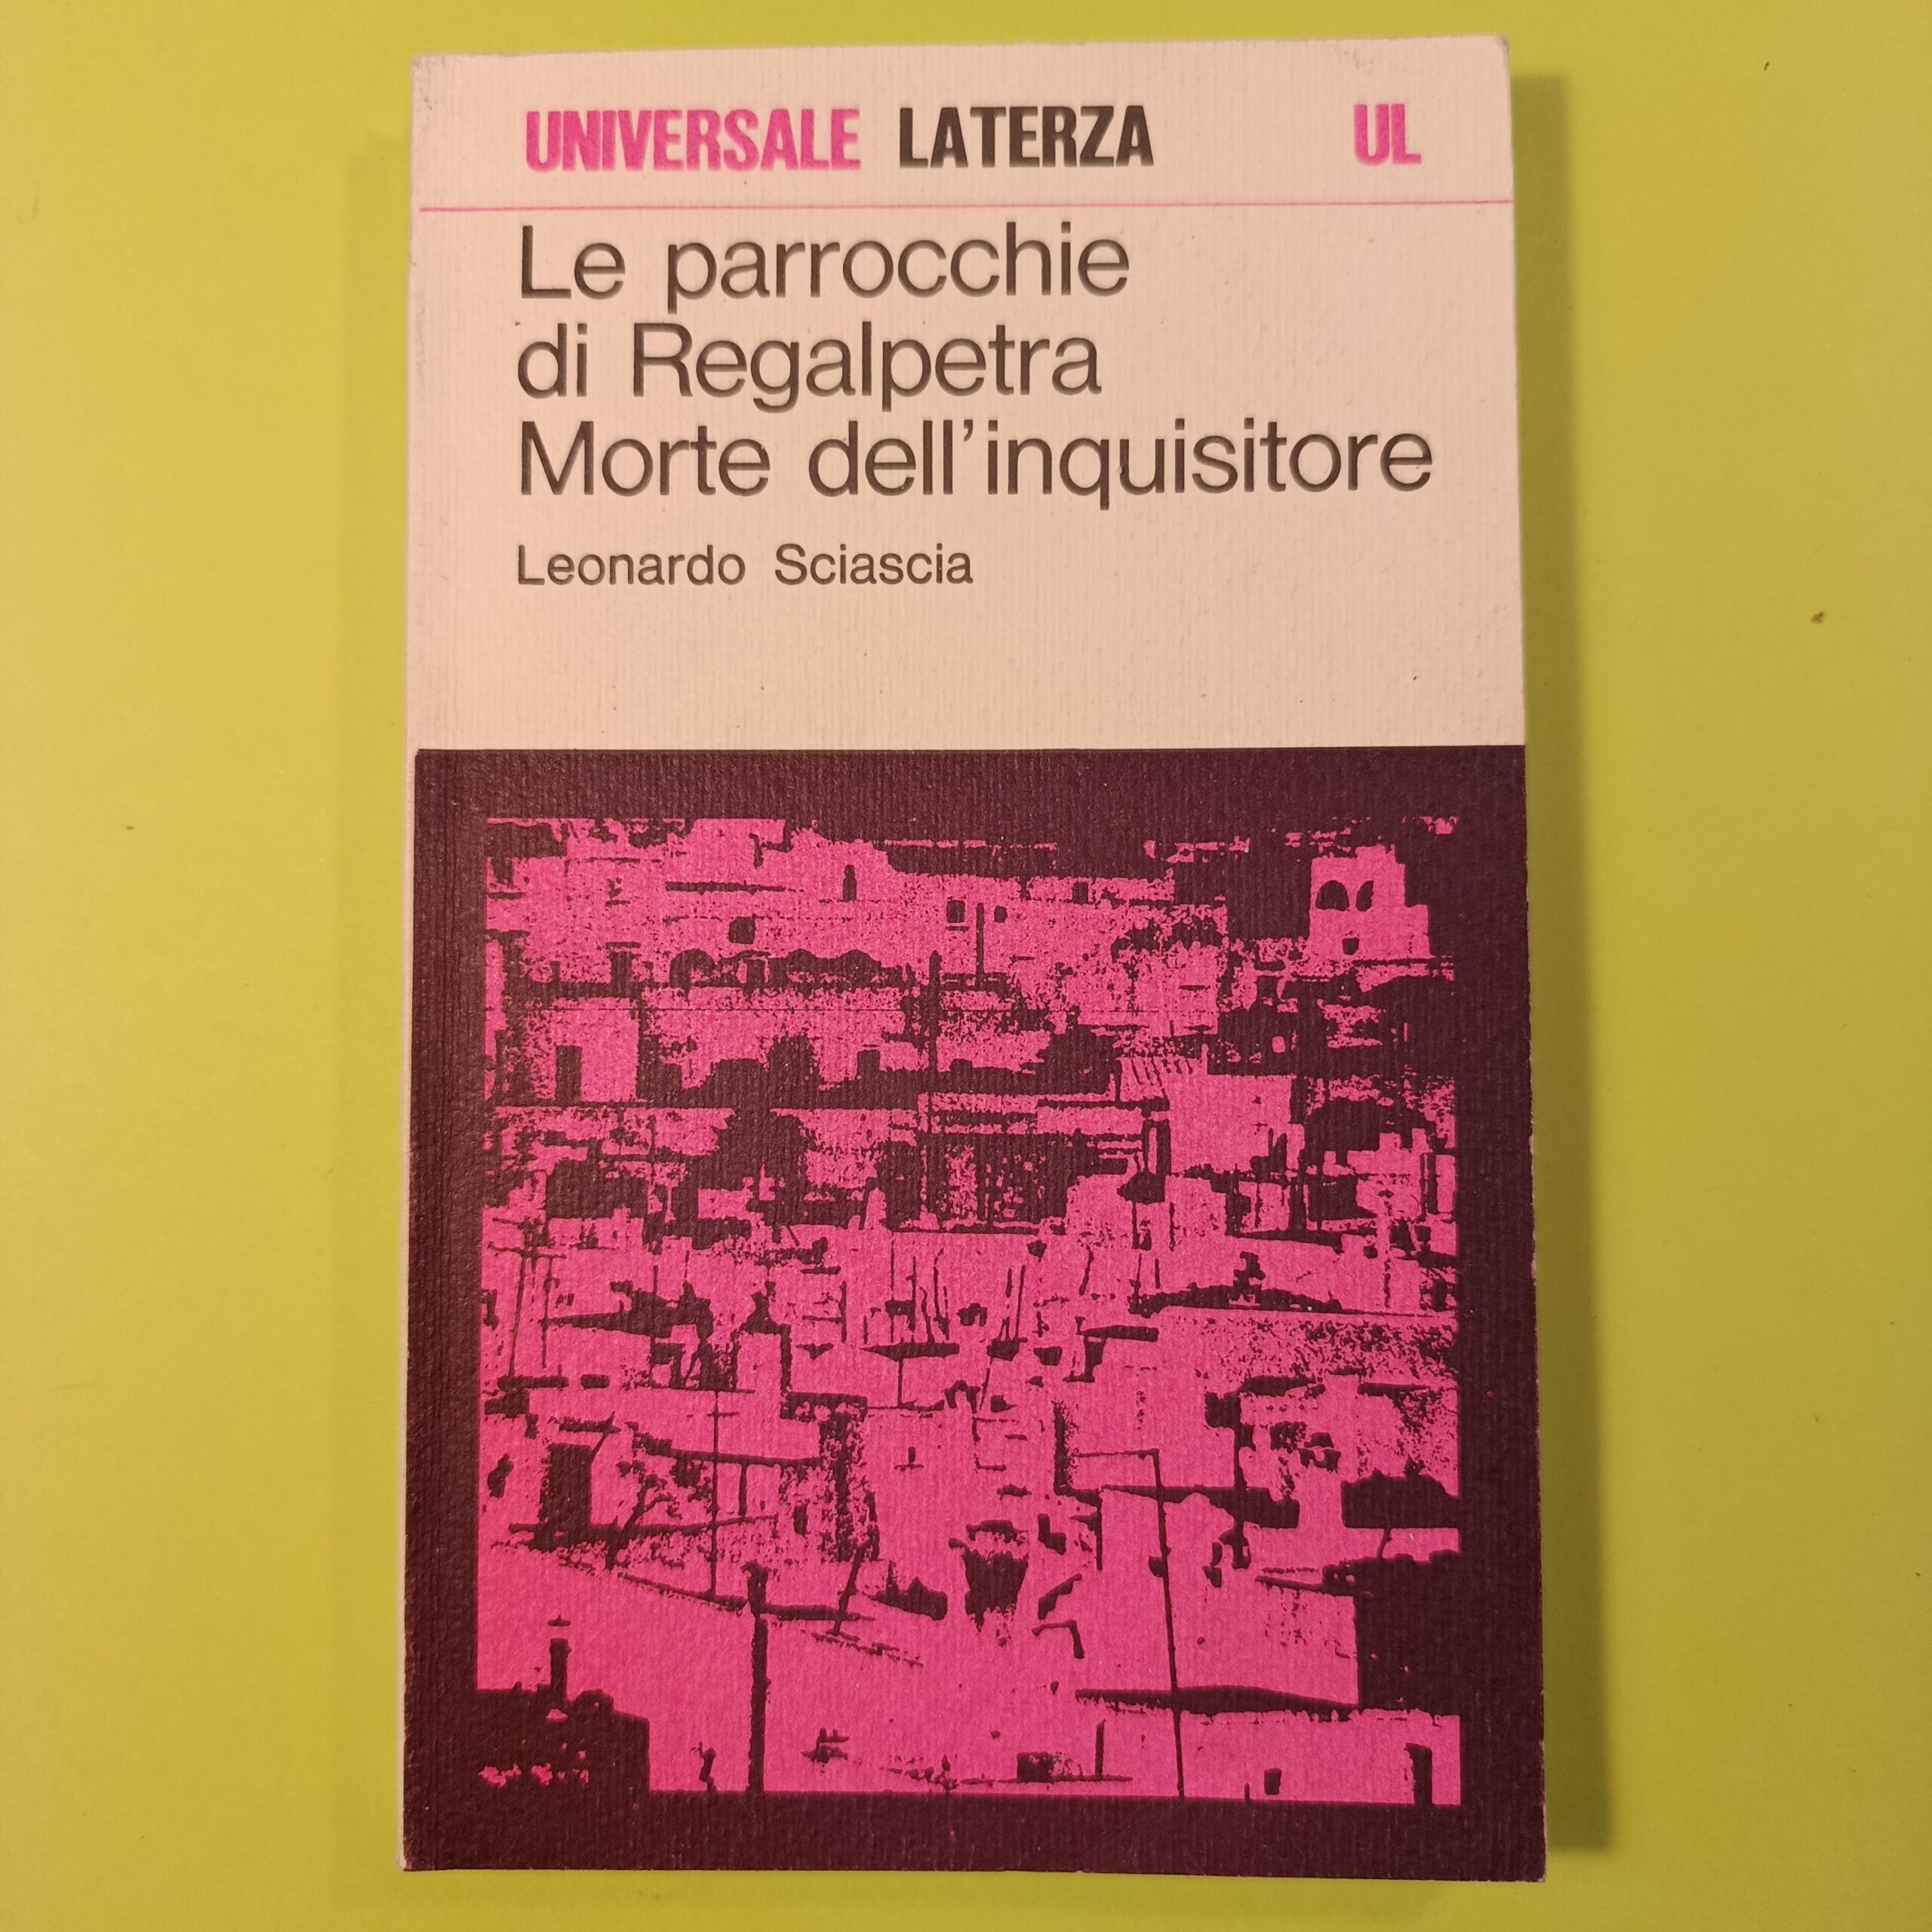 UNIVERSALE LATERZA UL
Le parrocchie
di Regalpetra
Morte dell'inquisitore
Leonardo Sciascia